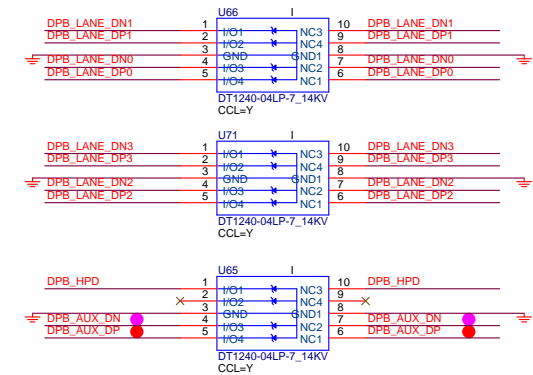 U66 I
DPB_LANE_DN1 1 I/O1 NC3 10 DPB_LANE_DN1
DPB_LANE_DP1 2 I/O2 NC4 9 DPB_LANE_DP1
3 GND GND1 8
DPB_LANE_DN0 4 I/O3 NC2 7 DPB_LANE_DN0
DPB_LANE_DP0 5 I/O4 NC1 6 DPB_LANE_DP0
DT1240-04LP-7_14KV
CCL=Y
U71 I
DPB_LANE_DN3 1 I/O1 NC3 10 DPB_LANE_DN3
DPB_LANE_DP3 2 I/O2 NC4 9 DPB_LANE_DP3
3 GND GND1 8
DPB_LANE_DN2 4 I/O3 NC2 7 DPB_LANE_DN2
DPB_LANE_DP2 5 I/O4 NC1 6 DPB_LANE_DP2
DT1240-04LP-7_14KV
CCL=Y
U65 I
DPB_HPD 1 I/O1 NC3 10 DPB_HPD
2 I/O2 NC4 9
3 GND GND1 8
DPB_AUX_DN 4 I/O3 NC2 7 DPB_AUX_DN
DPB_AUX_DP 5 I/O4 NC1 6 DPB_AUX_DP
DT1240-04LP-7_14KV
CCL=Y